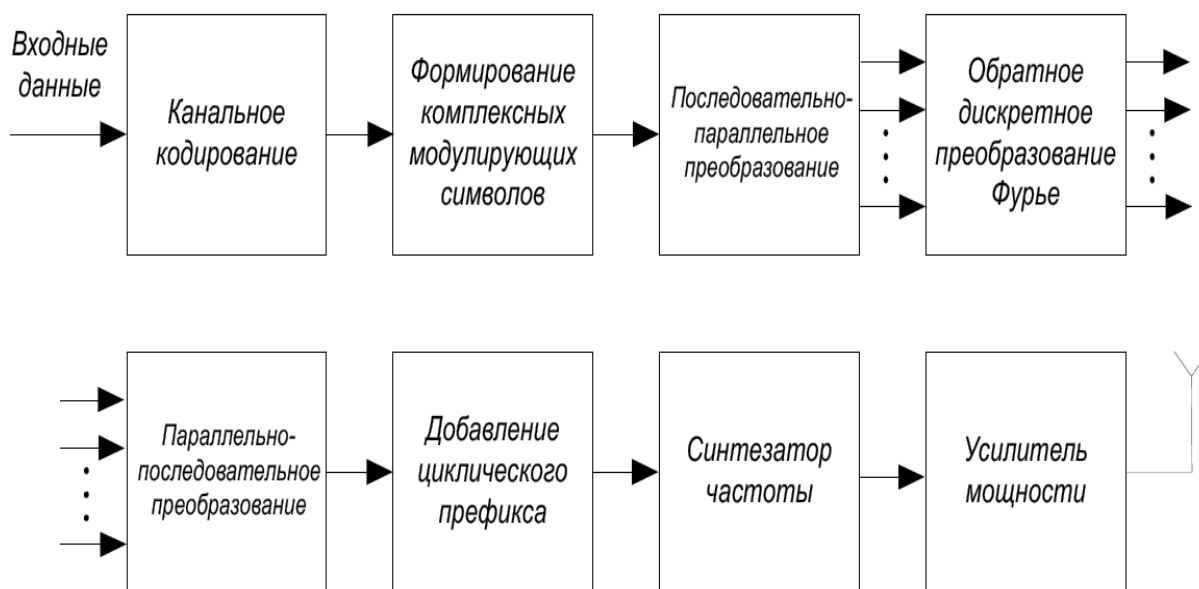 Входные
данные
Канальное
кодирование
Формирование
комплексных
модулирующих
символов
Последовательно-
параллельное
преобразование
Обратное
дискретное
преобразование
Фурье
Параллельно-
последовательное
преобразование
Добавление
циклического
префикса
Синтезатор
частоты
Усилитель
мощности